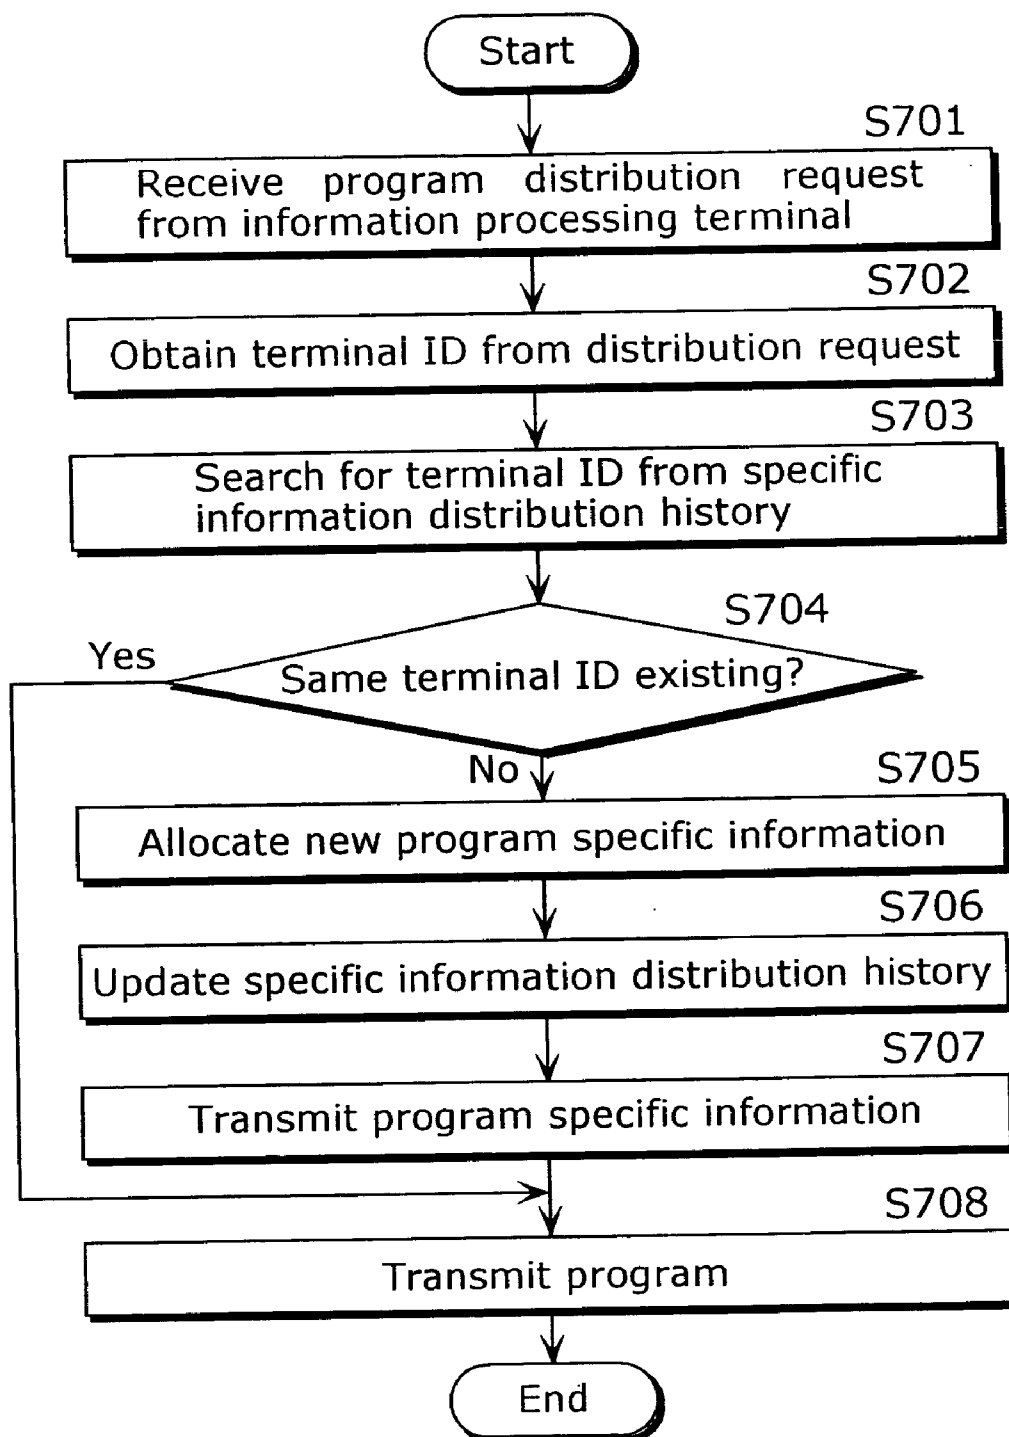 Start
S701
Receive program distribution request
from information processing terminal
S702
Obtain terminal ID from distribution request
S703
Search for terminal ID from specific
information distribution history
S704
Yes
Same terminal ID existing?
No
S705
Allocate new program specific information
S706
Update specific information distribution history
S707
Transmit program specific information
S708
Transmit program
End